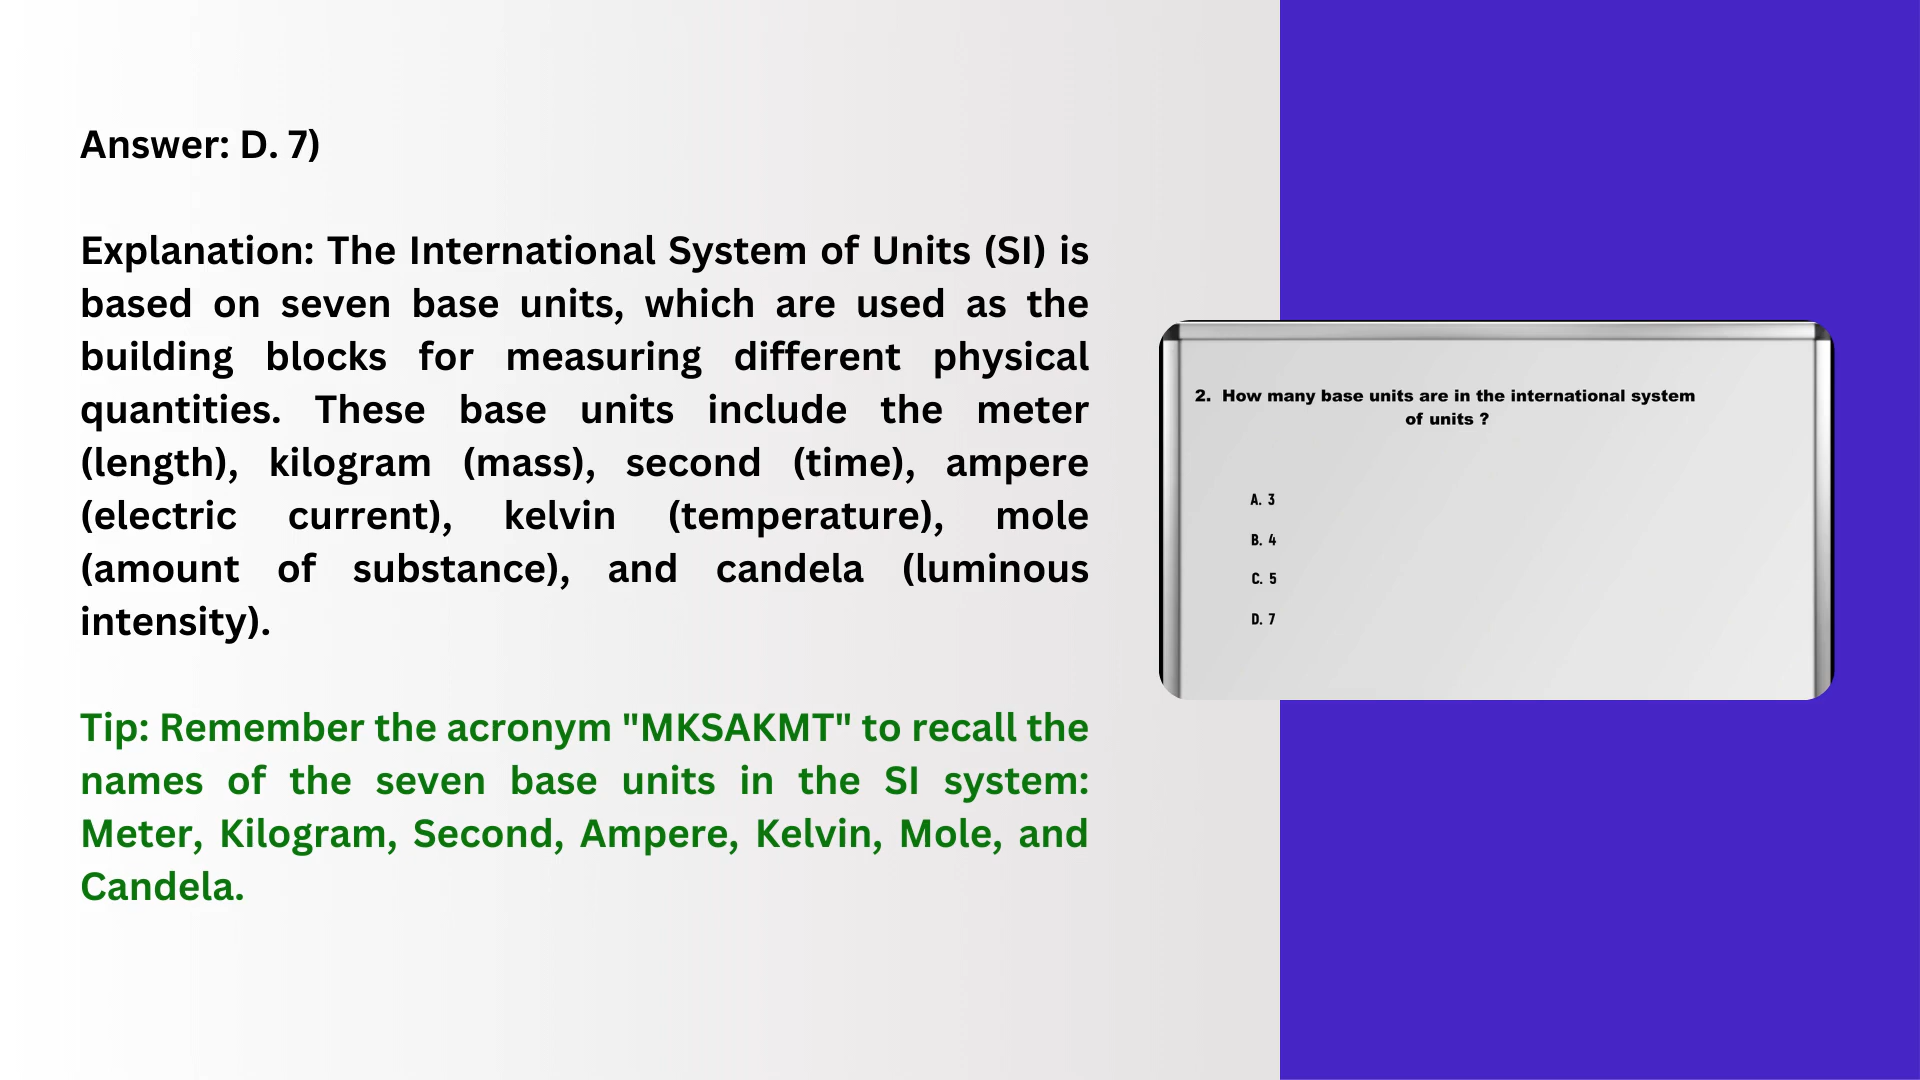 Answer: D. 7)
Explanation: The International System of Units (SI) is
based on seven base units, which are used as the
building blocks for measuring different physical
quantities. These base units include the meter
(length), kilogram (mass), second (time), ampere
(electric current), kelvin (temperature), mole
(amount of substance), and candela (luminous
intensity).
Tip: Remember the acronym "MKSAKMT" to recall the
names of the seven base units in the SI system:
Meter, Kilogram, Second, Ampere, Kelvin, Mole, and
Candela.
2. How many base units are in the international system
of units ?
A. 3
B. 4
C. 5
D. 7